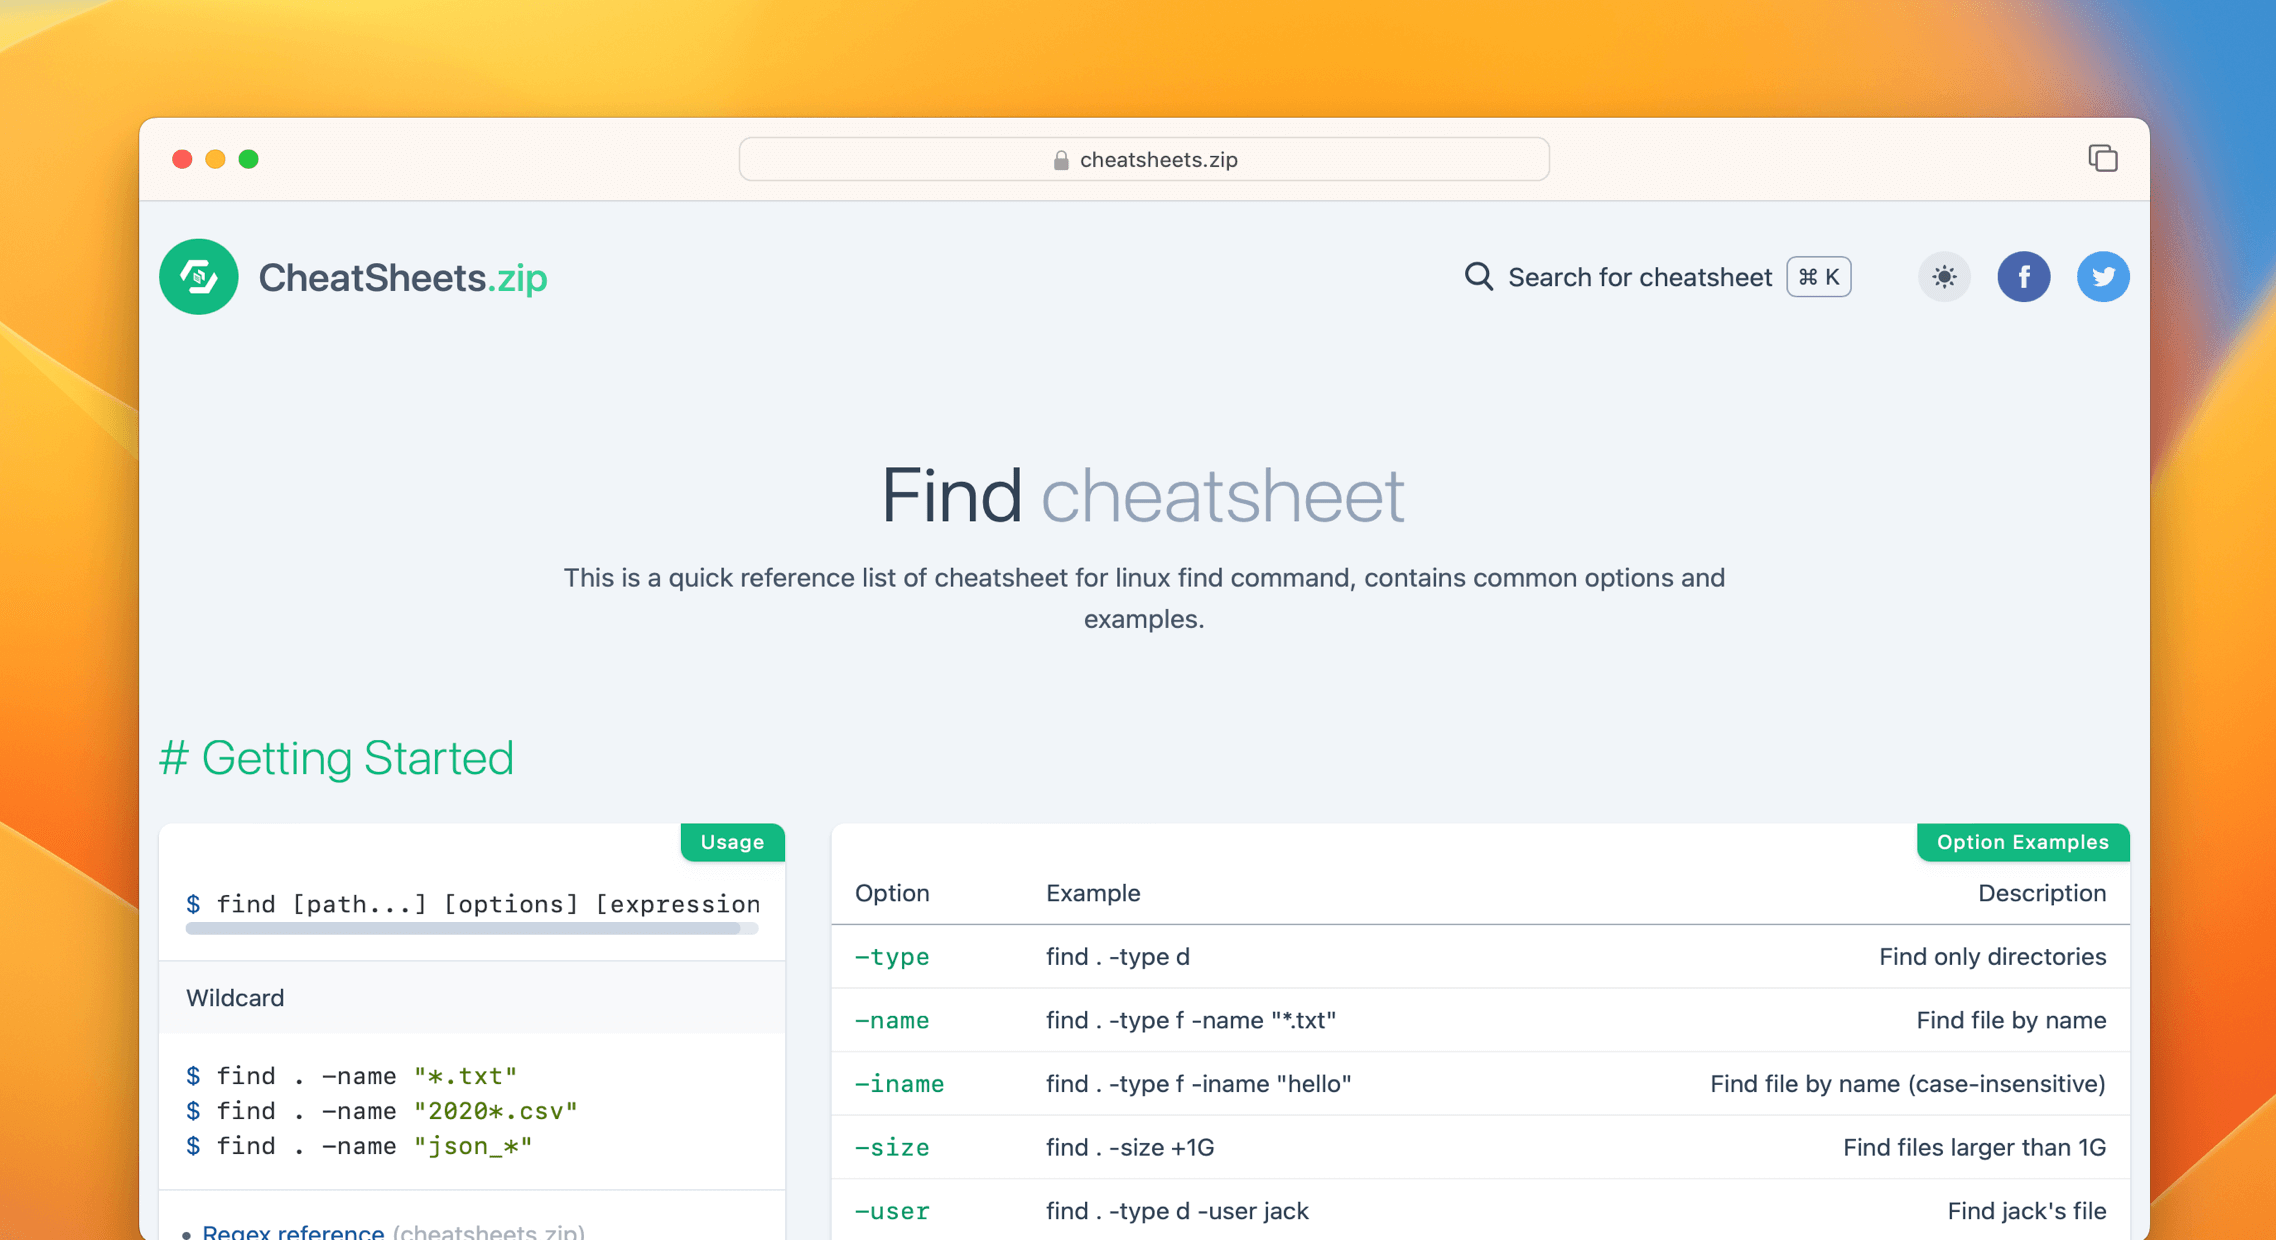 cheatsheets.zip
CheatSheets.zip
Search for cheatsheet ⌘ K
f
Find cheatsheet
This is a quick reference list of cheatsheet for linux find command, contains common options and
examples.
# Getting Started
Usage
$ find [path...] [options] [expression
Wildcard
$ find . -name "*.txt"
$ find . -name "2020*.csv"
$ find . -name "json_*"
• Regex reference (cheatsheets.zip)
Option Examples
Option Example Description
-type find . -type d Find only directories
-name find . -type f -name "*.txt" Find file by name
-iname find . -type f -iname "hello" Find file by name (case-insensitive)
-size find . -size +1G Find files larger than 1G
-user find . -type d -user jack Find jack's file